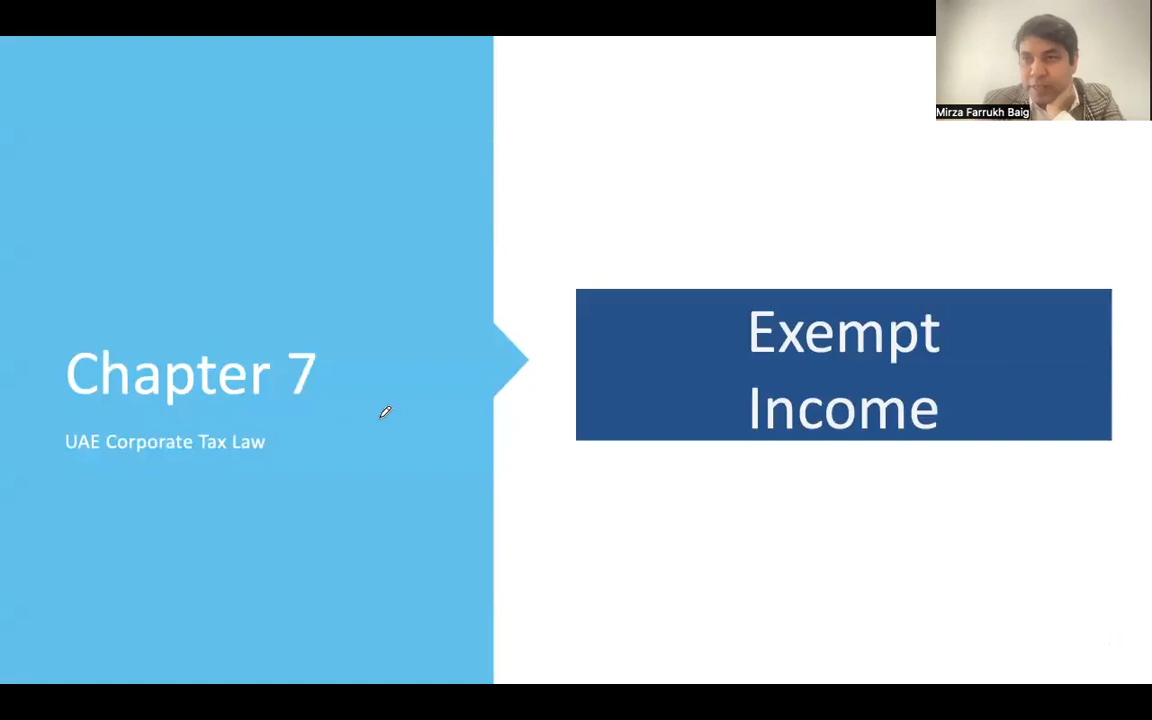 Mirza Farrukh Baig
Chapter 7
UAE Corporate Tax Law
Exempt
Income